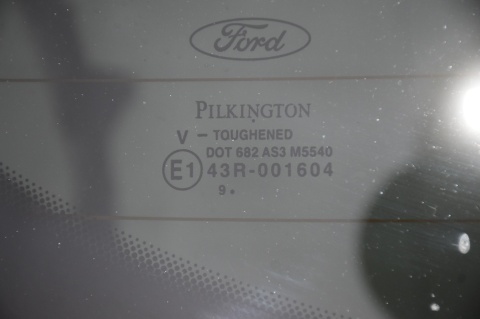 Ford
PILKINGTON
V - TOUGHENED
DOT 682 AS3 M5540
E1 43R-001604
9 •